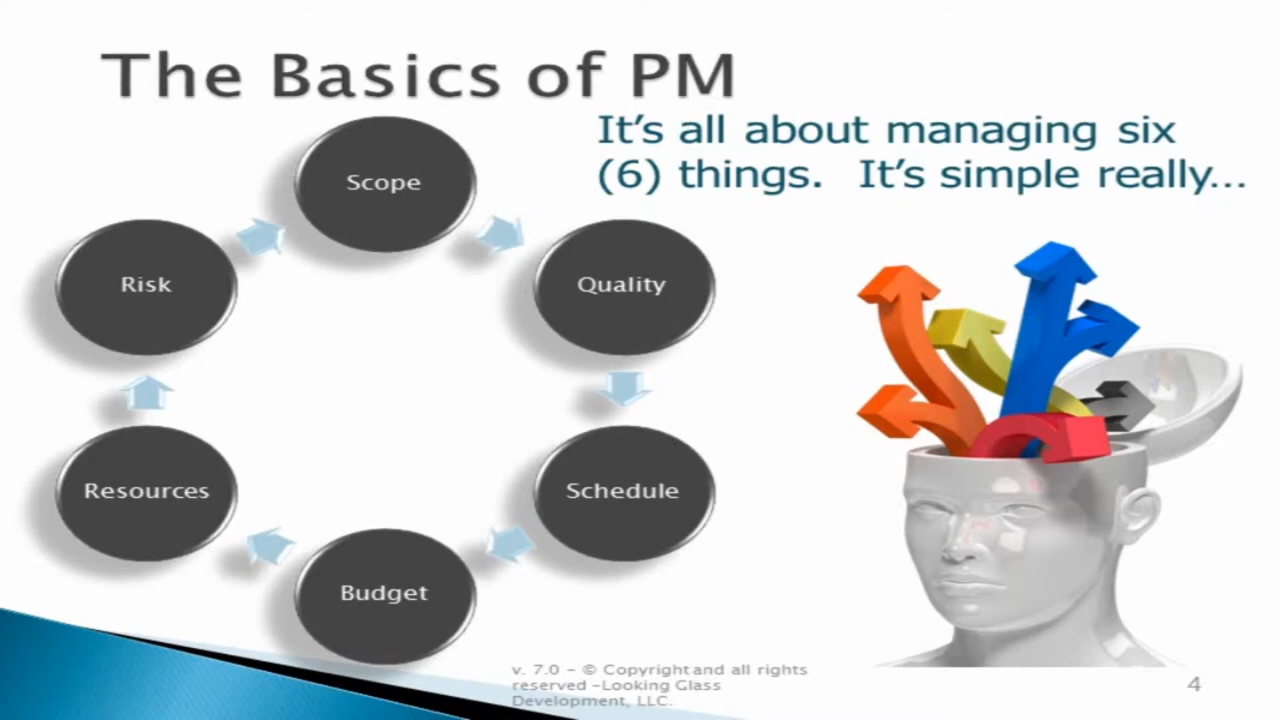 The Basics of PM
It's all about managing six
(6) things. It's simple really...
Scope
Quality
Schedule
Budget
Resources
Risk
v. 7.0 - © Copyright and all rights
reserved -Looking Glass
Development, LLC.
4